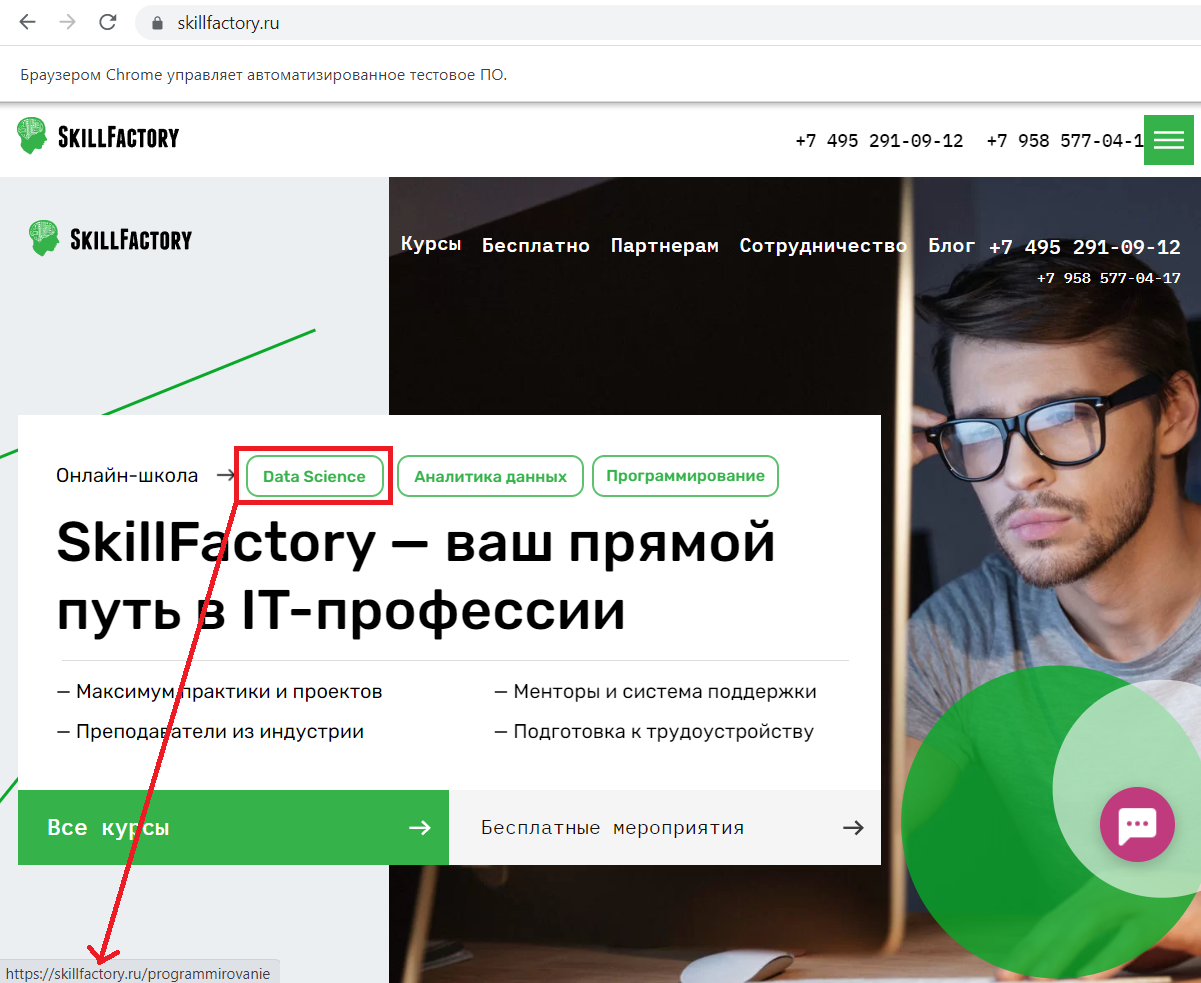 skillfactory.ru
Браузером Chrome управляет автоматизированное тестовое ПО.
SKILLFACTORY
+7 495 291-09-12 +7 958 577-04-1
SKILLFACTORY
Курсы Бесплатно Партнерам Сотрудничество Блог +7 495 291-09-12
+7 958 577-04-17
Онлайн-школа → Data Science Аналитика данных Программирование
SkillFactory — ваш прямой
путь в IT-профессии
— Максимум практики и проектов
— Менторы и система поддержки
— Преподаватели из индустрии
— Подготовка к трудоустройству
Все курсы →
Бесплатные мероприятия →
https://skillfactory.ru/programmirovanie